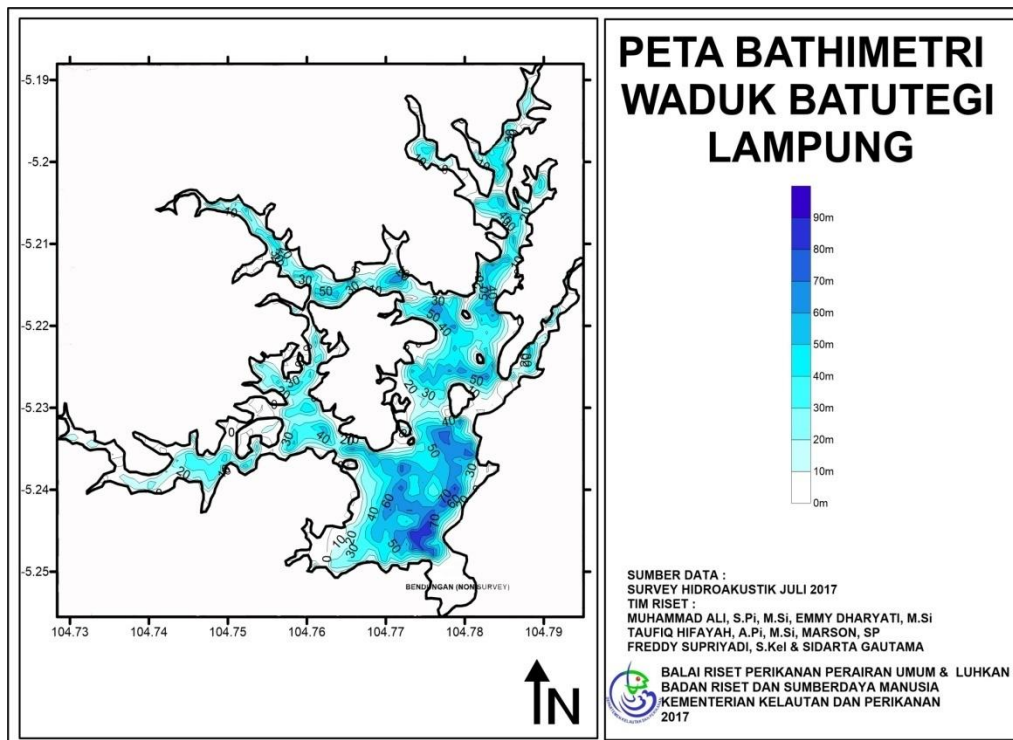 PETA BATHIMETRI
WADUK BATUTEGI
LAMPUNG
-5.19
-5.2
-5.21
-5.22
-5.23
-5.24
-5.25
104.73 104.74 104.75 104.76 104.77 104.78 104.79
BENDUNGAN (NON SURVEY)
N
90m
80m
70m
60m
50m
40m
30m
20m
10m
0m
SUMBER DATA :
SURVEY HIDROAKUSTIK JULI 2017
TIM RISET :
MUHAMMAD ALI, S.Pi, M.Si, EMMY DHARYATI, M.Si
TAUFIQ HIFAYAH, A.Pi, M.Si, MARSON, SP
FREDDY SUPRIYADI, S.Kel & SIDARTA GAUTAMA
BALAI RISET PERIKANAN PERAIRAN UMUM & LUHKAN
BADAN RISET DAN SUMBERDAYA MANUSIA
KEMENTERIAN KELAUTAN DAN PERIKANAN
2017